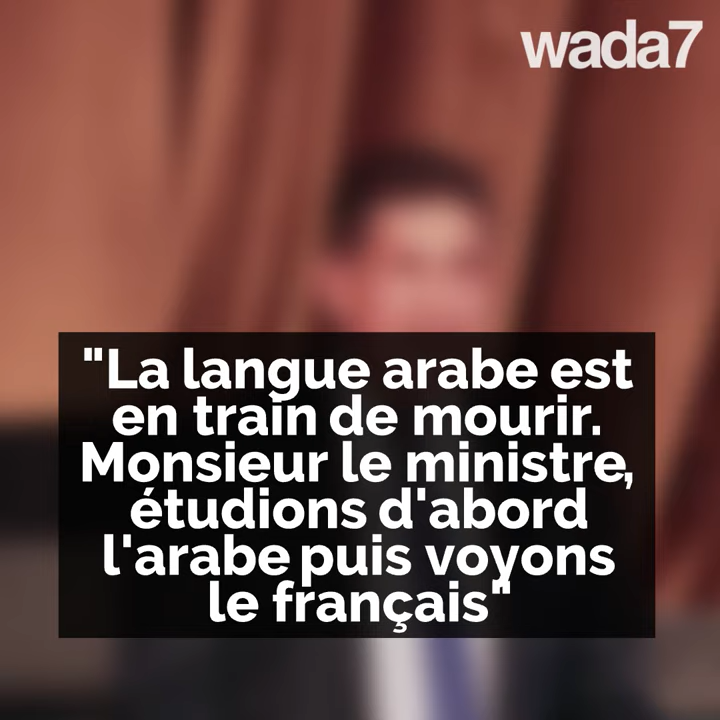 wada7
"La langue arabe est
en train de mourir.
Monsieur le ministre,
étudions d'abord
l'arabe puis voyons
le français"